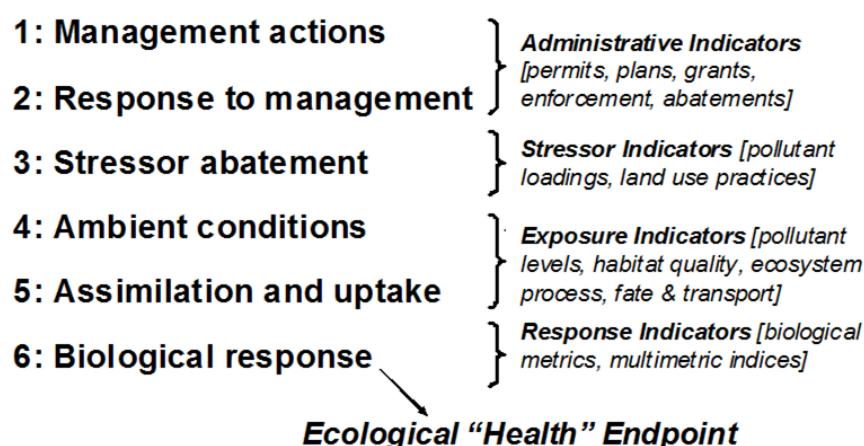 1: Management actions
2: Response to management
Administrative Indicators
[permits, plans, grants,
enforcement, abatements]
3: Stressor abatement
Stressor Indicators [pollutant
loadings, land use practices]
4: Ambient conditions
5: Assimilation and uptake
Exposure Indicators [pollutant
levels, habitat quality, ecosystem
process, fate & transport]
6: Biological response
Response Indicators [biological
metrics, multimetric indices]
Ecological “Health” Endpoint